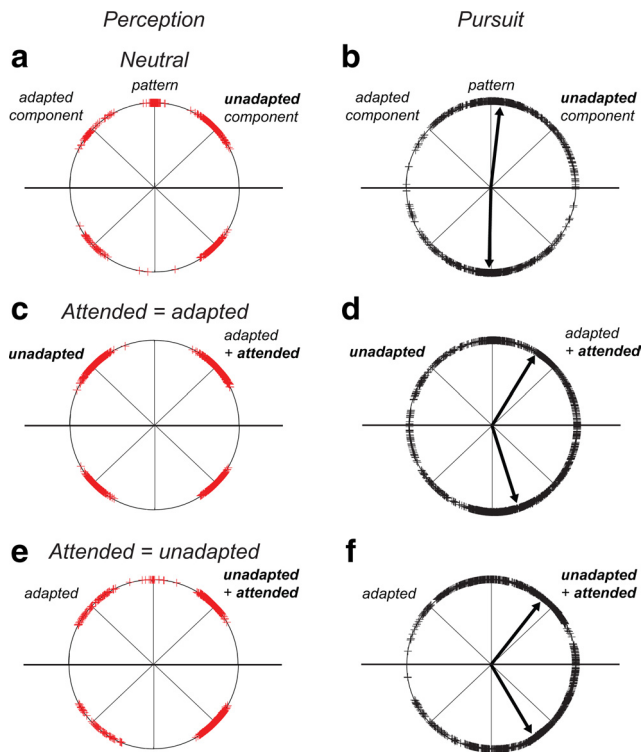 Perception
Pursuit
a
Neutral
b
pattern
pattern
adapted
component
unadapted
component
adapted
component
unadapted
component
c
Attended = adapted
d
unadapted
adapted
+ attended
unadapted
adapted
+ attended
e
Attended = unadapted
f
adapted
unadapted
+ attended
adapted
unadapted
+ attended